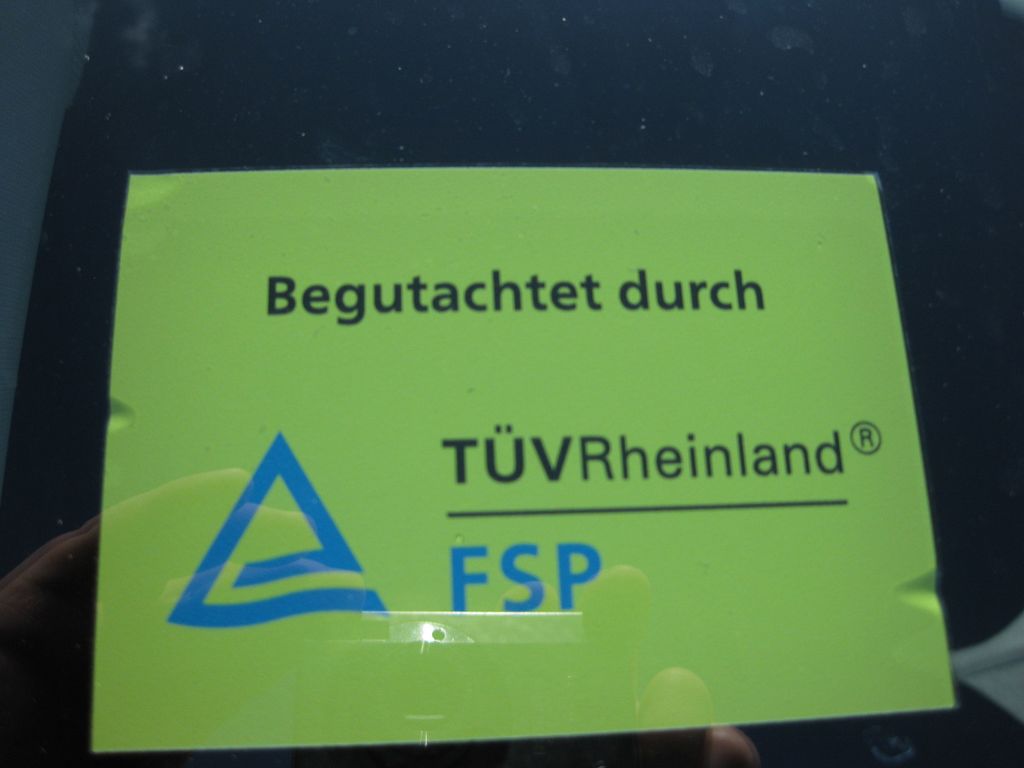 Begutachtet durch
TÜVRheinland®
FSP